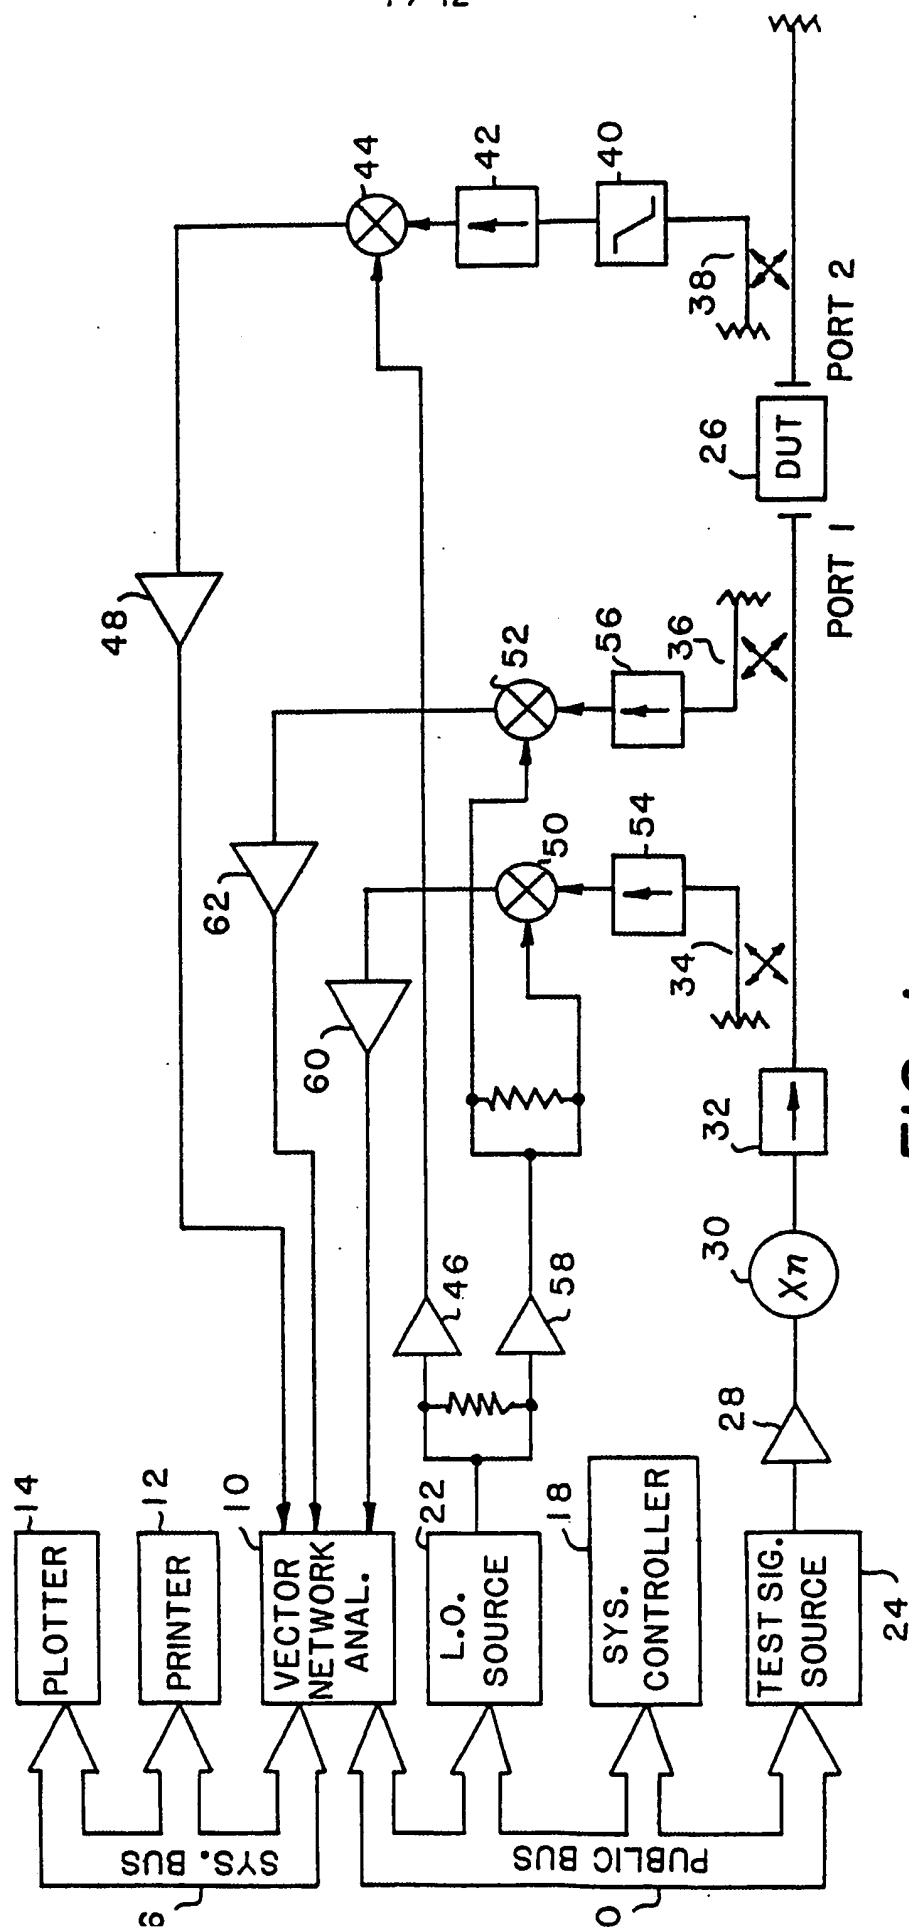 14
PLOTTER
12
PRINTER
10
VECTOR
NETWORK
ANAL.
22
L.O.
SOURCE
18
SYS.
CONTROLLER
TEST SIG.
SOURCE
24
SYS. BUS
PUBLIC BUS
28
30
Xn
32
34
36
38
40
42
44
46
48
50
52
54
56
58
60
62
26
DUT
PORT 1
PORT 2